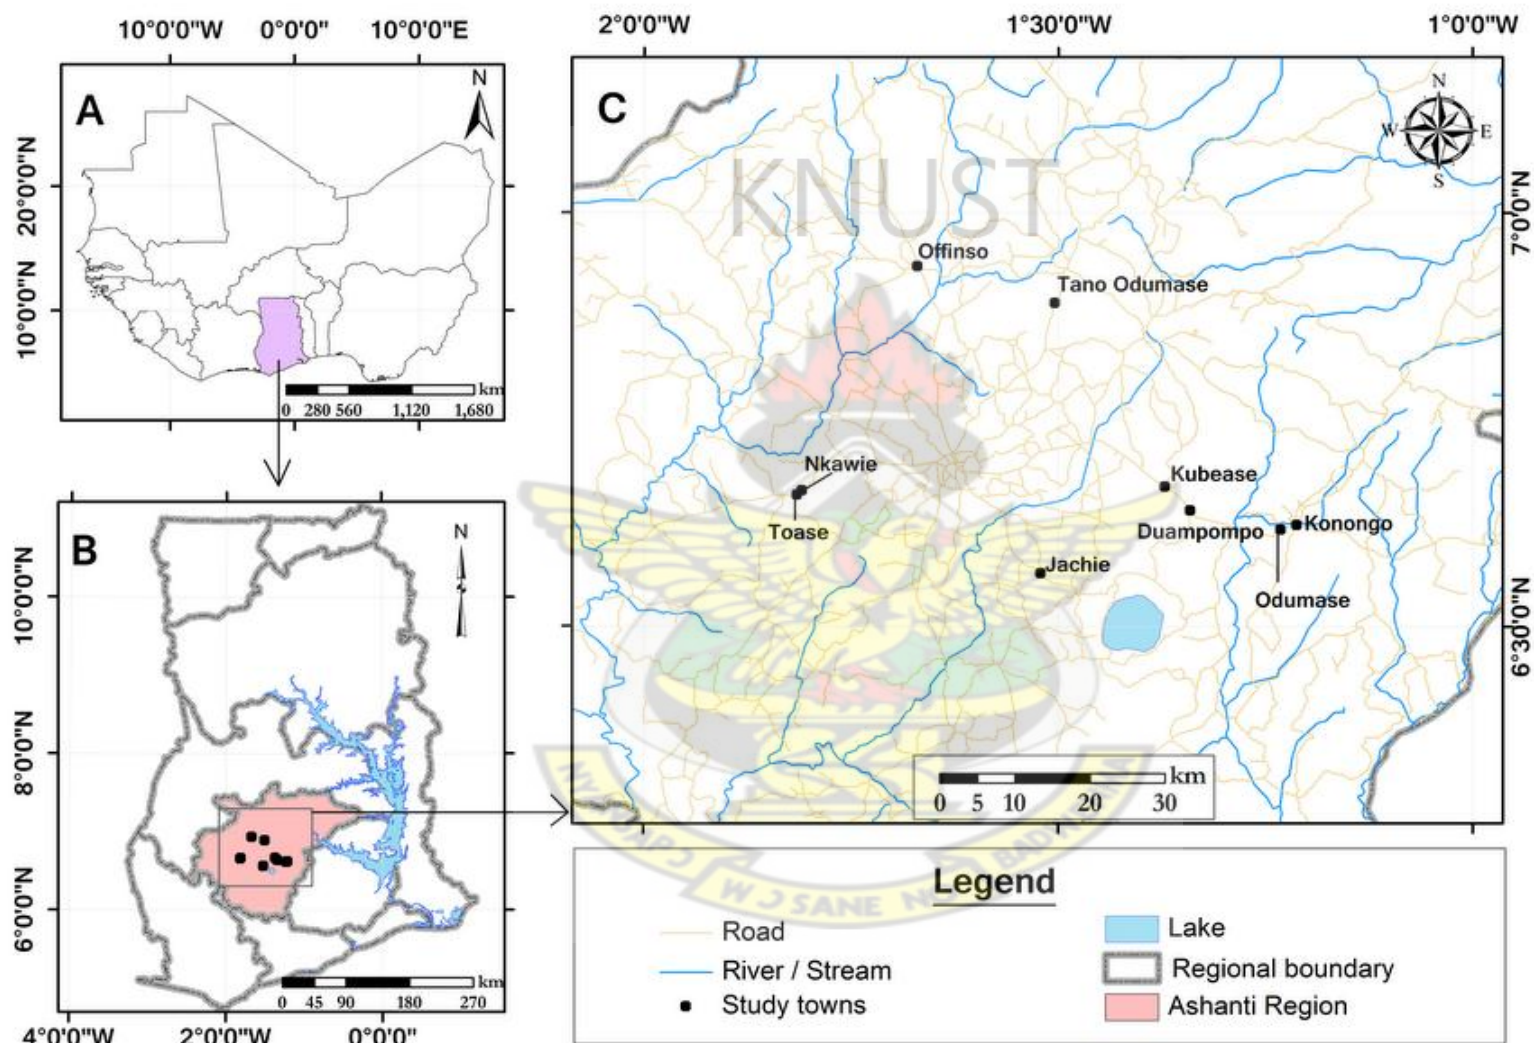 10°0'0"W 0°0'0" 10°0'0"E
A
N
20°0'0"N
10°0'0"N
km
0 280 560 1,120 1,680
B
N
10°0'0"N
8°0'0"N
6°0'0"N
km
0 45 90 180 270
4°0'0"W 2°0'0"W 0°0'0"
2°0'0"W 1°30'0"W 1°0'0"W
C
N
W E
S
KNUST
7°0'0"N
6°30'0"N
Offinso
Tano Odumase
Nkawie
Toase
Kubease
Duampompo
Konongo
Jachie
Odumase
km
0 5 10 20 30
Legend
Road
River / Stream
Study towns
Lake
Regional boundary
Ashanti Region
W Ɔ SANE